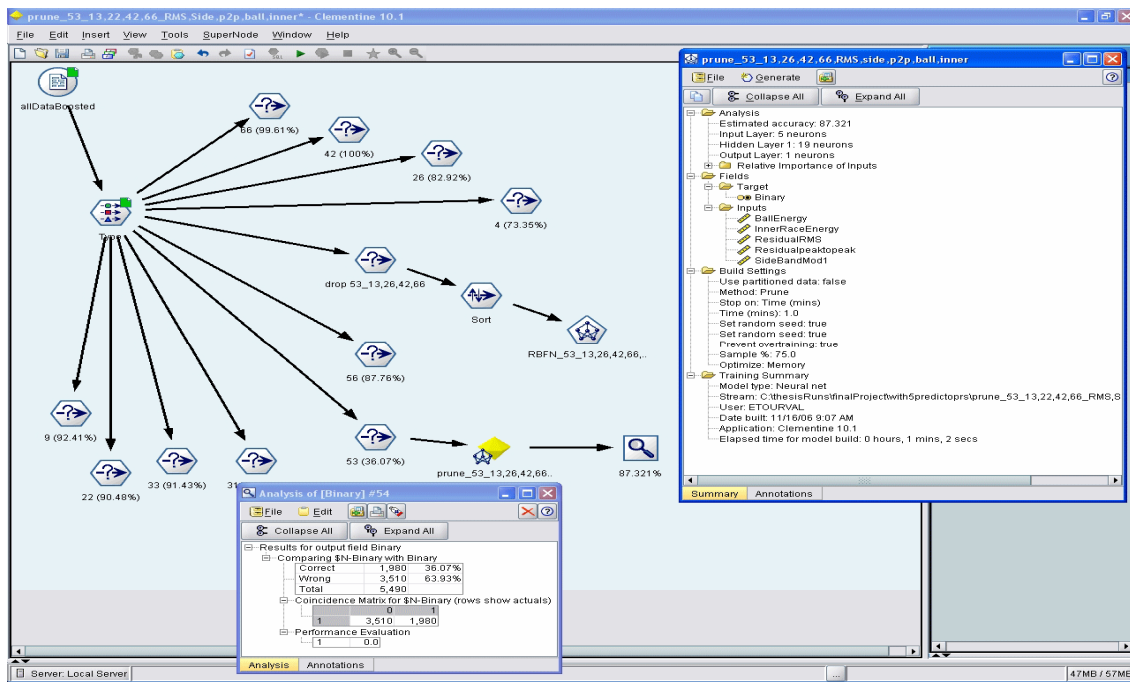 prune_53_13,22,42,66_RMS,Side,p2p,ball,inner* - Clementine 10.1
File Edit Insert View Tools SuperNode Window Help
allDataBoosted
66 (99.61%)
42 (100%)
26 (82.92%)
4 (73.35%)
Type
drop 53_13,26,42,66
Sort
RBFN_53_13,26,42,66,..
56 (87.76%)
9 (92.41%)
22 (90.48%)
33 (91.43%)
31
53 (36.07%)
prune_53_13,26,42,66..
87.321%
prune_53_13,26,42,66,RMS,side,p2p,ball,inner
File Generate
Collapse All Expand All
Analysis
Estimated accuracy: 87.321
Input Layer: 5 neurons
Hidden Layer 1: 19 neurons
Output Layer: 1 neurons
Relative Importance of Inputs
Fields
Target
Binary
Inputs
BallEnergy
InnerRaceEnergy
ResidualRMS
Residualpeaktopeak
SideBandMod1
Build Settings
Use partitioned data: false
Method: Prune
Stop on: Time (mins)
Time (mins): 1.0
Set random seed: true
Set random seed: true
Prevent overtraining: true
Sample %: 75.0
Optimize: Memory
Training Summary
Model type: Neural net
Stream: C:\thesisRuns\finalProject\with5predictoprs\prune_53_13,22,42,66_RMS,S
User: ETOURVAL
Date built: 11/16/06 9:07 AM
Application: Clementine 10.1
Elapsed time for model build: 0 hours, 1 mins, 2 secs
Summary Annotations
Analysis of [Binary] #54
File Edit
Collapse All Expand All
Results for output field Binary
Comparing $N-Binary with Binary
Correct 1,980 36.07%
Wrong 3,510 63.93%
Total 5,490
Coincidence Matrix for $N-Binary (rows show actuals)
0 1
1 3,510 1,980
Performance Evaluation
1 0.0
Analysis Annotations
Server: Local Server
... 47MB / 57ME